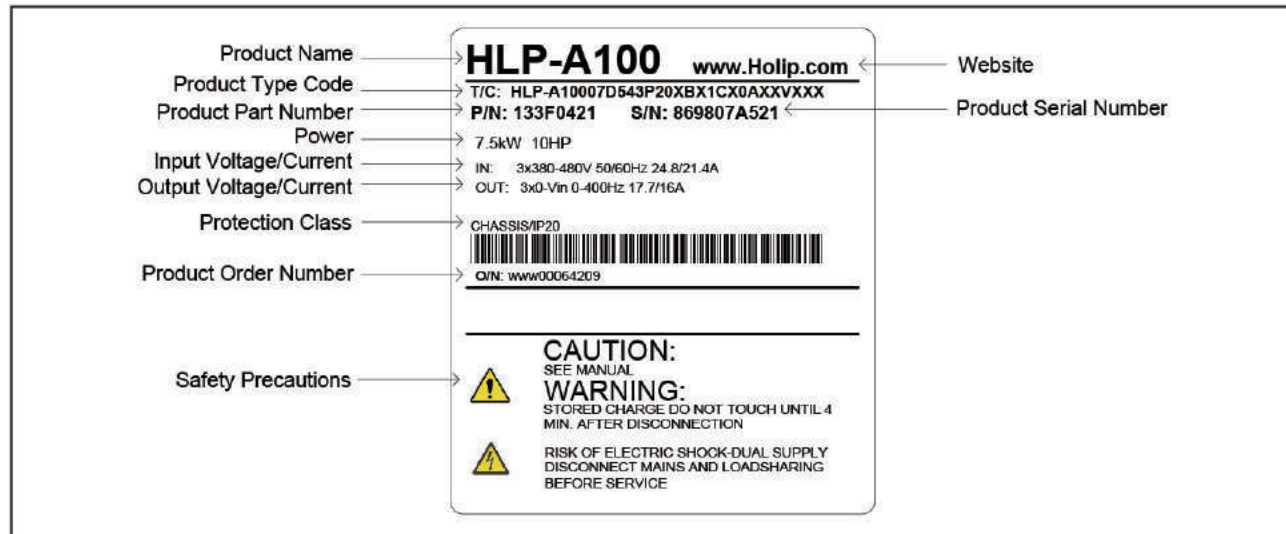 Product Name
HLP-A100 www.Holip.com
Website
Product Type Code
T/C: HLP-A10007D543P20XBX1CX0AXXVXXX
Product Part Number
P/N: 133F0421 S/N: 869807A521
Product Serial Number
Power
7.5kW 10HP
Input Voltage/Current
IN: 3x380-480V 50/60Hz 24.8/21.4A
Output Voltage/Current
OUT: 3x0-Vin 0-400Hz 17.7/16A
Protection Class
CHASSIS/IP20
Product Order Number
O/N: www00064209
Safety Precautions
CAUTION:
SEE MANUAL
WARNING:
STORED CHARGE DO NOT TOUCH UNTIL 4
MIN. AFTER DISCONNECTION
RISK OF ELECTRIC SHOCK-DUAL SUPPLY
DISCONNECT MAINS AND LOADSHARING
BEFORE SERVICE